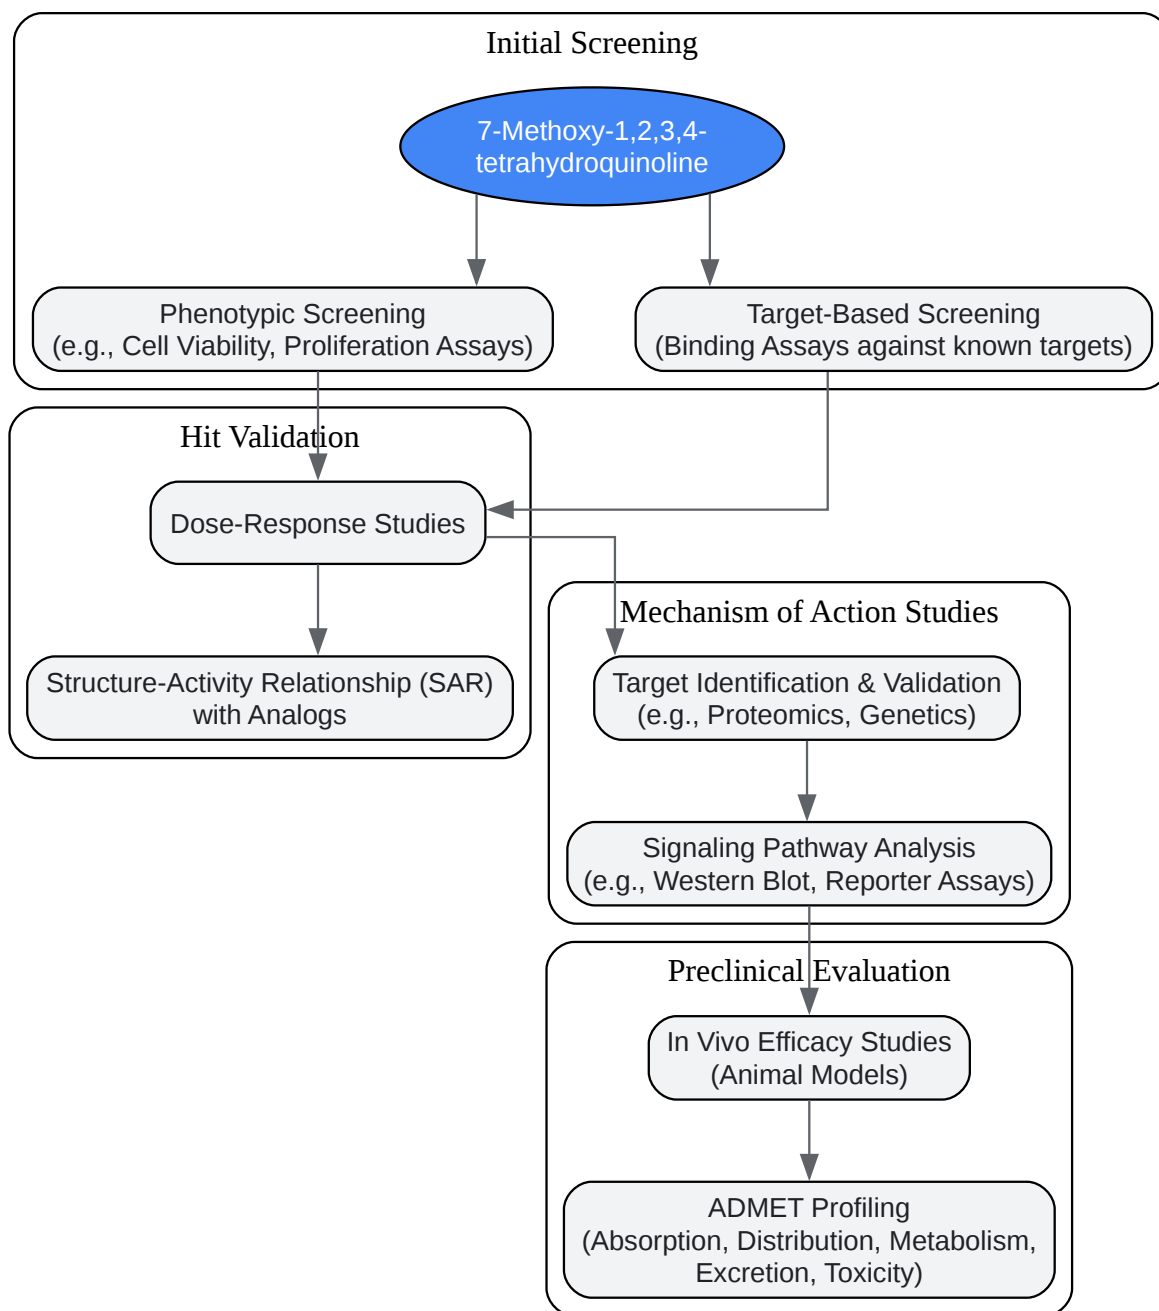 Initial Screening
7-Methoxy-1,2,3,4-
tetrahydroquinoline
Phenotypic Screening
(e.g., Cell Viability, Proliferation Assays)
Target-Based Screening
(Binding Assays against known targets)
Hit Validation
Dose-Response Studies
Structure-Activity Relationship (SAR)
with Analogs
Mechanism of Action Studies
Target Identification & Validation
(e.g., Proteomics, Genetics)
Signaling Pathway Analysis
(e.g., Western Blot, Reporter Assays)
Preclinical Evaluation
In Vivo Efficacy Studies
(Animal Models)
ADMET Profiling
(Absorption, Distribution, Metabolism,
Excretion, Toxicity)